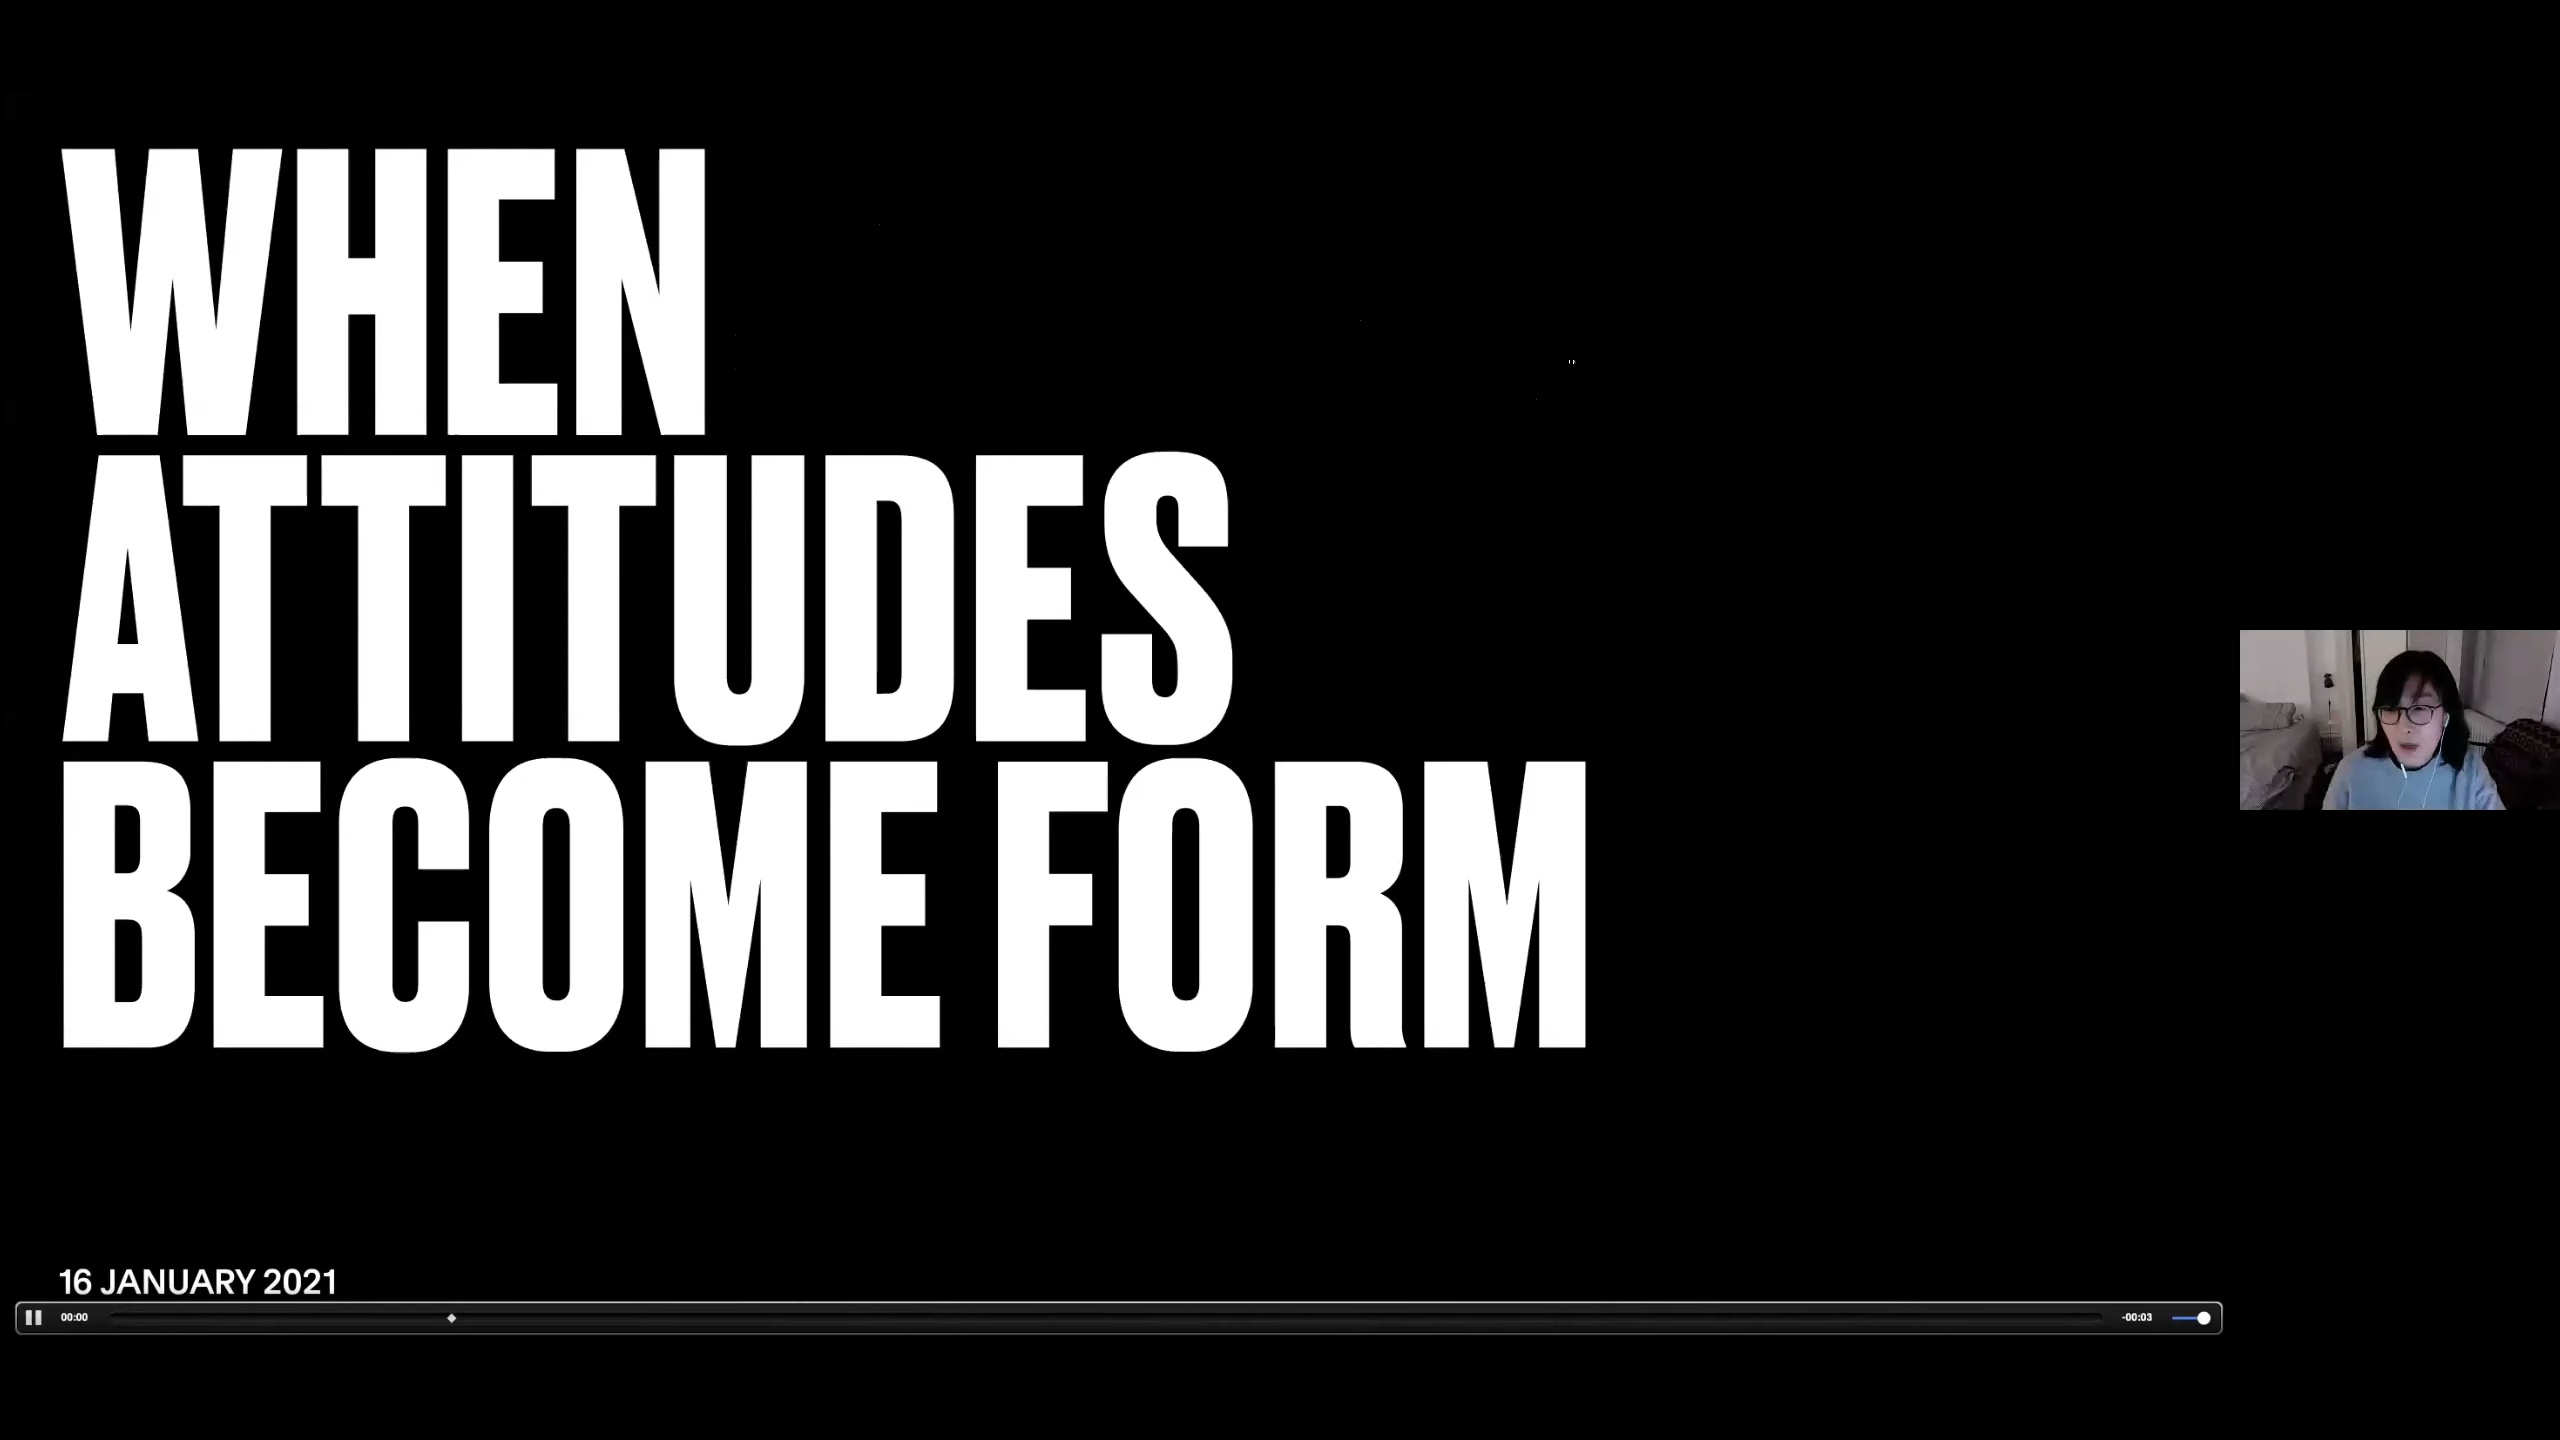 WHEN
ATTITUDES
BECOME FORM
16 JANUARY 2021
00:00
-00:03